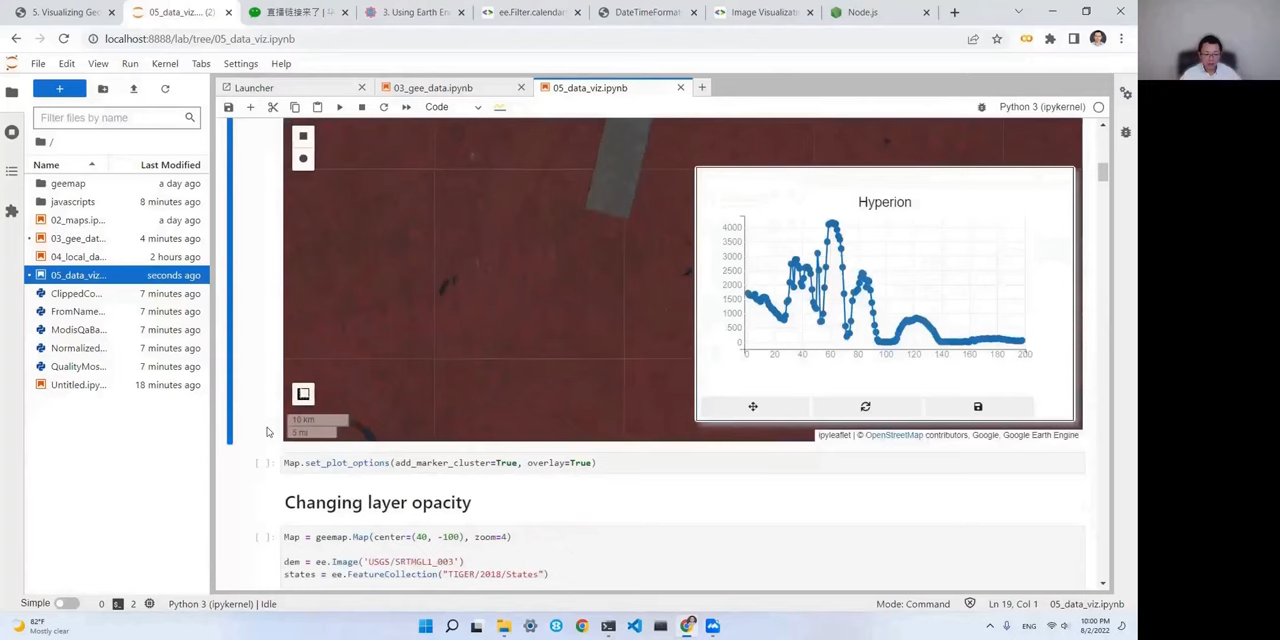 5. Visualizing Ge
05_data_viz.... (2)
直播链接来了 |
3. Using Earth En
ee.Filter.calendar
DateTimeFormat
Image Visualizati
Node.js
localhost:8888/lab/tree/05_data_viz.ipynb
File Edit View Run Kernel Tabs Settings Help
Launcher
03_gee_data.ipynb
05_data_viz.ipynb
Code
Python 3 (ipykernel)
Filter files by name
/
Name
Last Modified
geemap a day ago
javascripts 8 minutes ago
02_maps.ip... a day ago
03_gee_dat... 4 minutes ago
04_local_da... 2 hours ago
05_data_viz... seconds ago
ClippedCo... 7 minutes ago
FromName... 7 minutes ago
ModisQaBa... 7 minutes ago
Normalized... 7 minutes ago
QualityMos... 7 minutes ago
Untitled.ipy... 18 minutes ago
Hyperion
4000
3500
3000
2500
2000
1500
1000
500
0
0 20 40 60 80 100 120 140 160 180 200
10 km
5 mi
ipyleaflet | © OpenStreetMap contributors, Google, Google Earth Engine
[ ]: Map.set_plot_options(add_marker_cluster=True, overlay=True)
Changing layer opacity
[ ]: Map = geemap.Map(center=(40, -100), zoom=4)
dem = ee.Image('USGS/SRTMGL1_003')
states = ee.FeatureCollection("TIGER/2018/States")
Simple 0 2 Python 3 (ipykernel) | Idle
Mode: Command Ln 19, Col 1 05_data_viz.ipynb
82°F
Mostly clear
ENG
10:00 PM
8/2/2022